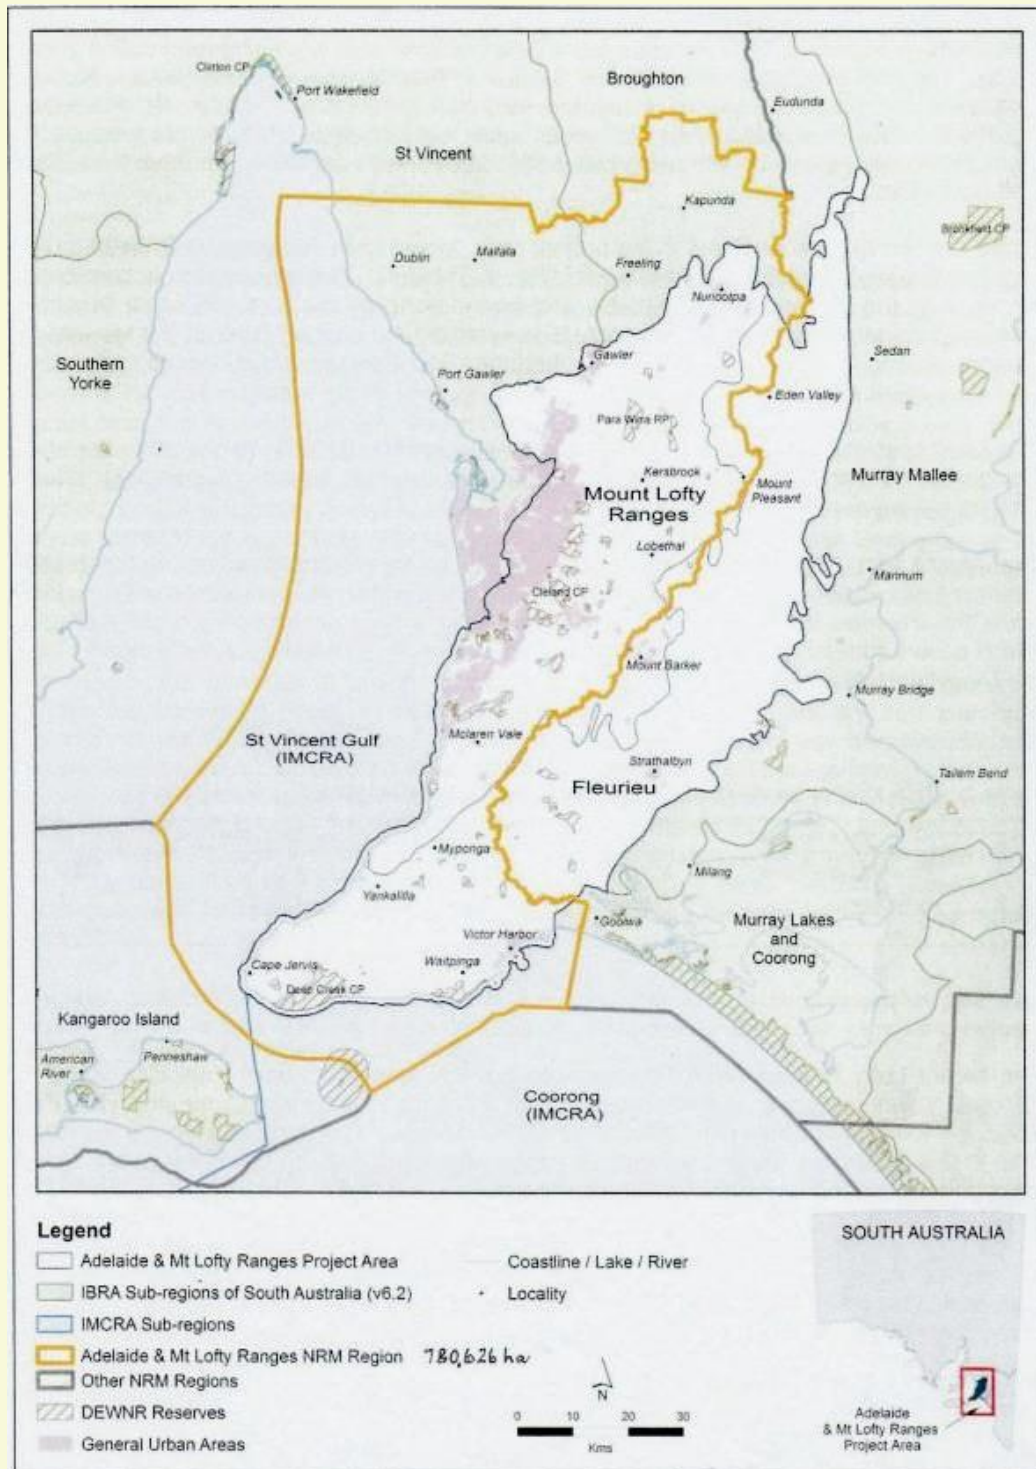 Clinton CP
Port Wakefield
Broughton
Eudunda
St Vincent
Kapunda
Brookfield CP
Dublin
Mallala
Freeling
Nuriootpa
Southern
Yorke
Gawler
Sedan
Port Gawler
Eden Valley
Para Wirra RP
Kersbrook
Mount
Pleasant
Murray Mallee
Mount Lofty
Ranges
Lobethal
Mannum
Cleland CP
Mount Barker
Murray Bridge
St Vincent Gulf
(IMCRA)
Mclaren Vale
Strathalbyn
Tailem Bend
Fleurieu
Myponga
Milang
Yankalilla
Goolwa
Murray Lakes
and
Coorong
Victor Harbor
Cape Jervis
Waitpinga
Deep Creek CP
Kangaroo Island
American
River
Penneshaw
Coorong
(IMCRA)
Legend
Adelaide & Mt Lofty Ranges Project Area
IBRA Sub-regions of South Australia (v6.2)
IMCRA Sub-regions
Adelaide & Mt Lofty Ranges NRM Region 780,626 ha
Other NRM Regions
DEWNR Reserves
General Urban Areas
Coastline / Lake / River
Locality
N
0 10 20 30
Kms
SOUTH AUSTRALIA
Adelaide
& Mt Lofty Ranges
Project Area